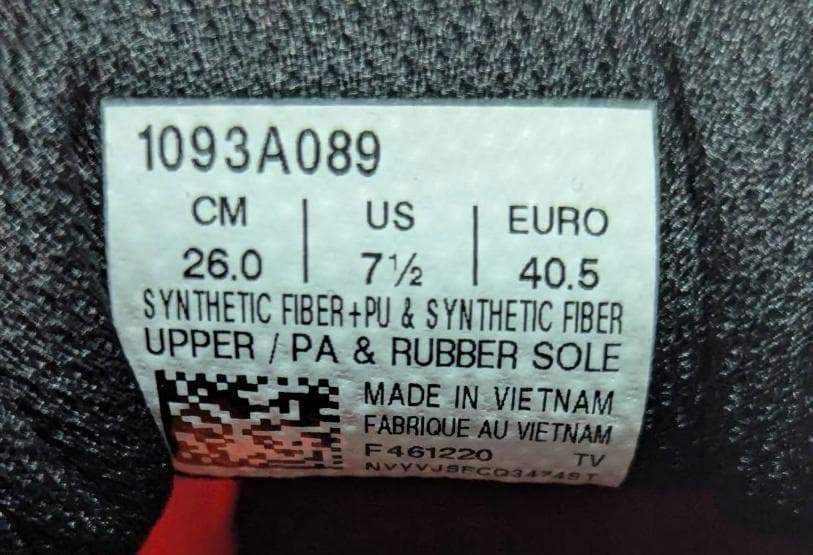 1093A089
CM | US | EURO
26.0 | 7½ | 40.5
SYNTHETIC FIBER+PU & SYNTHETIC FIBER
UPPER / PA & RUBBER SOLE
MADE IN VIETNAM
FABRIQUE AU VIETNAM
F461220 TV